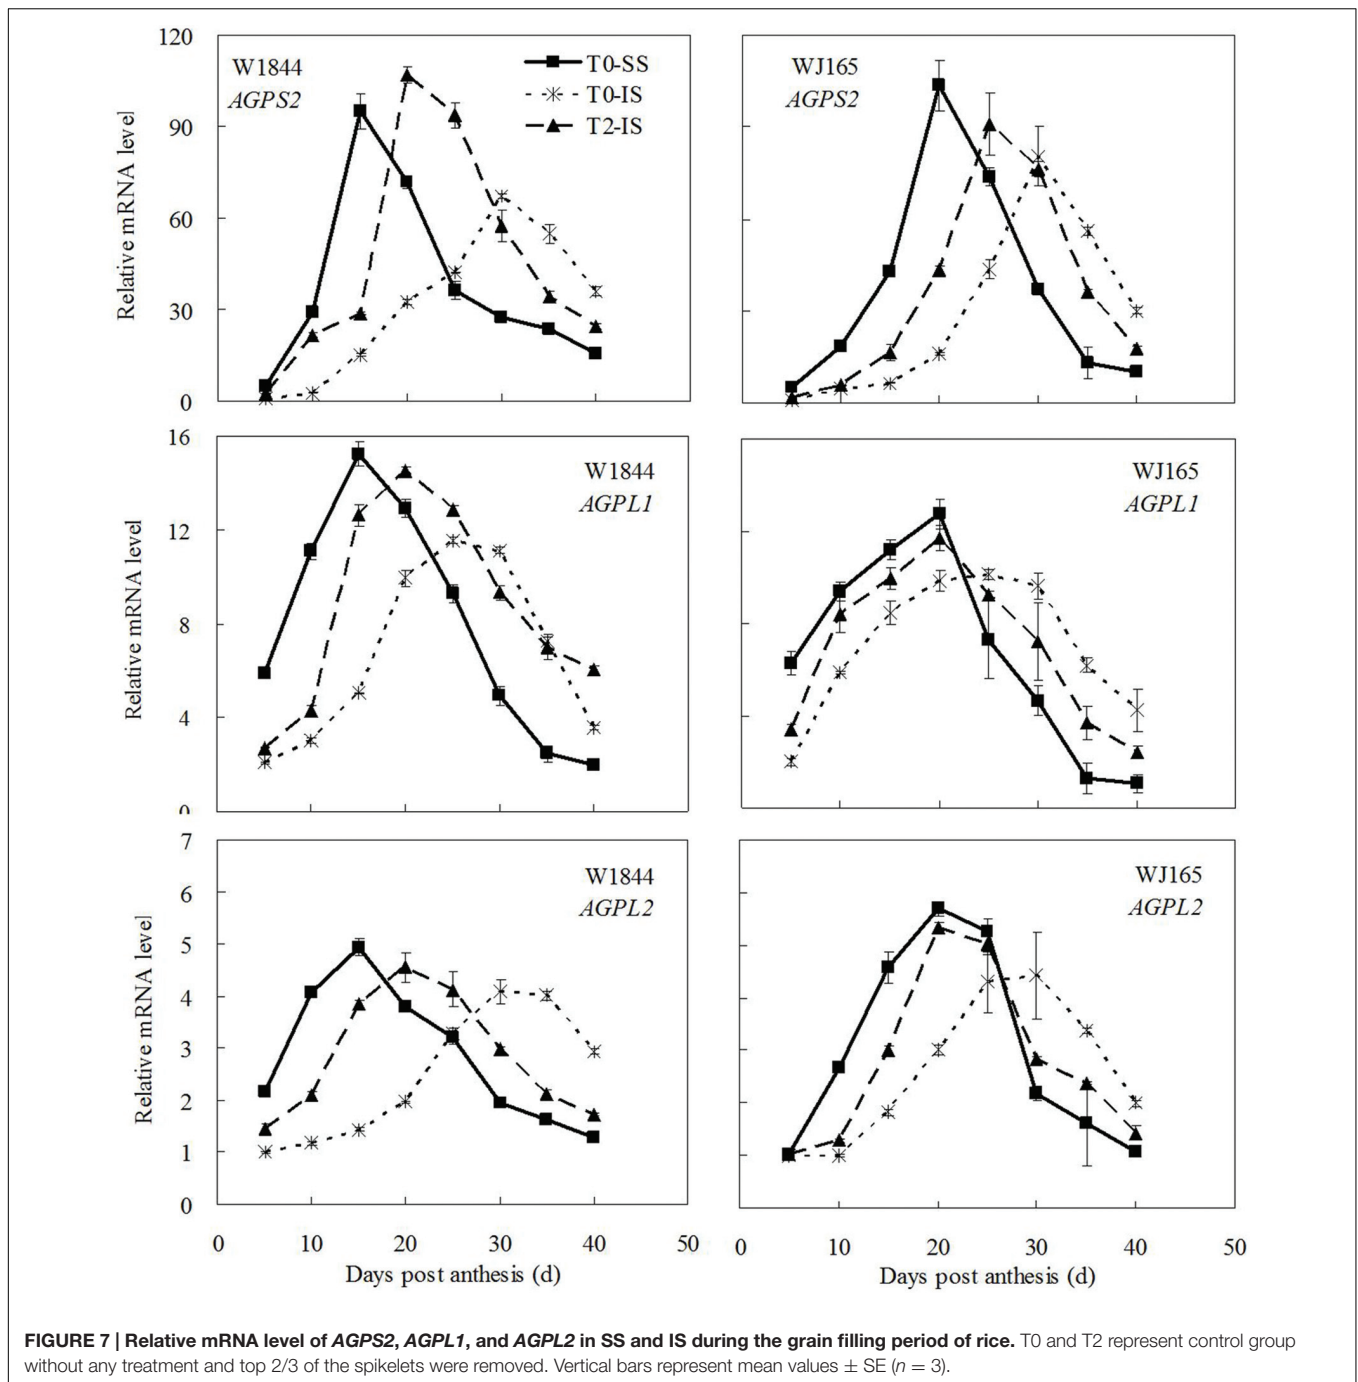 120
90
60
30
0
Relative mRNA level
W1844
AGPS2
T0-SS
T0-IS
T2-IS
WJ165
AGPS2
16
12
8
4
0
Relative mRNA level
W1844
AGPL1
WJ165
AGPL1
7
6
5
4
3
2
1
0
Relative mRNA level
W1844
AGPL2
WJ165
AGPL2
0 10 20 30 40 50
Days post anthesis (d)
0 10 20 30 40 50
Days post anthesis (d)
FIGURE 7 | Relative mRNA level of AGPS2, AGPL1, and AGPL2 in SS and IS during the grain filling period of rice. T0 and T2 represent control group
without any treatment and top 2/3 of the spikelets were removed. Vertical bars represent mean values ± SE (n = 3).